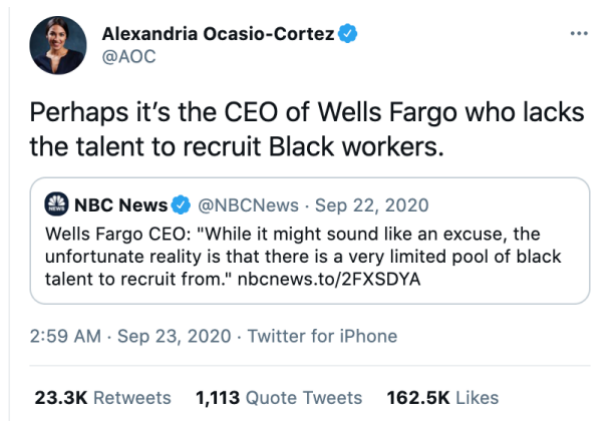 Alexandria Ocasio-Cortez
@AOC
Perhaps it's the CEO of Wells Fargo who lacks
the talent to recruit Black workers.
NEWS NBC News @NBCNews · Sep 22, 2020
Wells Fargo CEO: "While it might sound like an excuse, the
unfortunate reality is that there is a very limited pool of black
talent to recruit from." nbcnews.to/2FXSDYA
2:59 AM · Sep 23, 2020 · Twitter for iPhone
23.3K Retweets 1,113 Quote Tweets 162.5K Likes